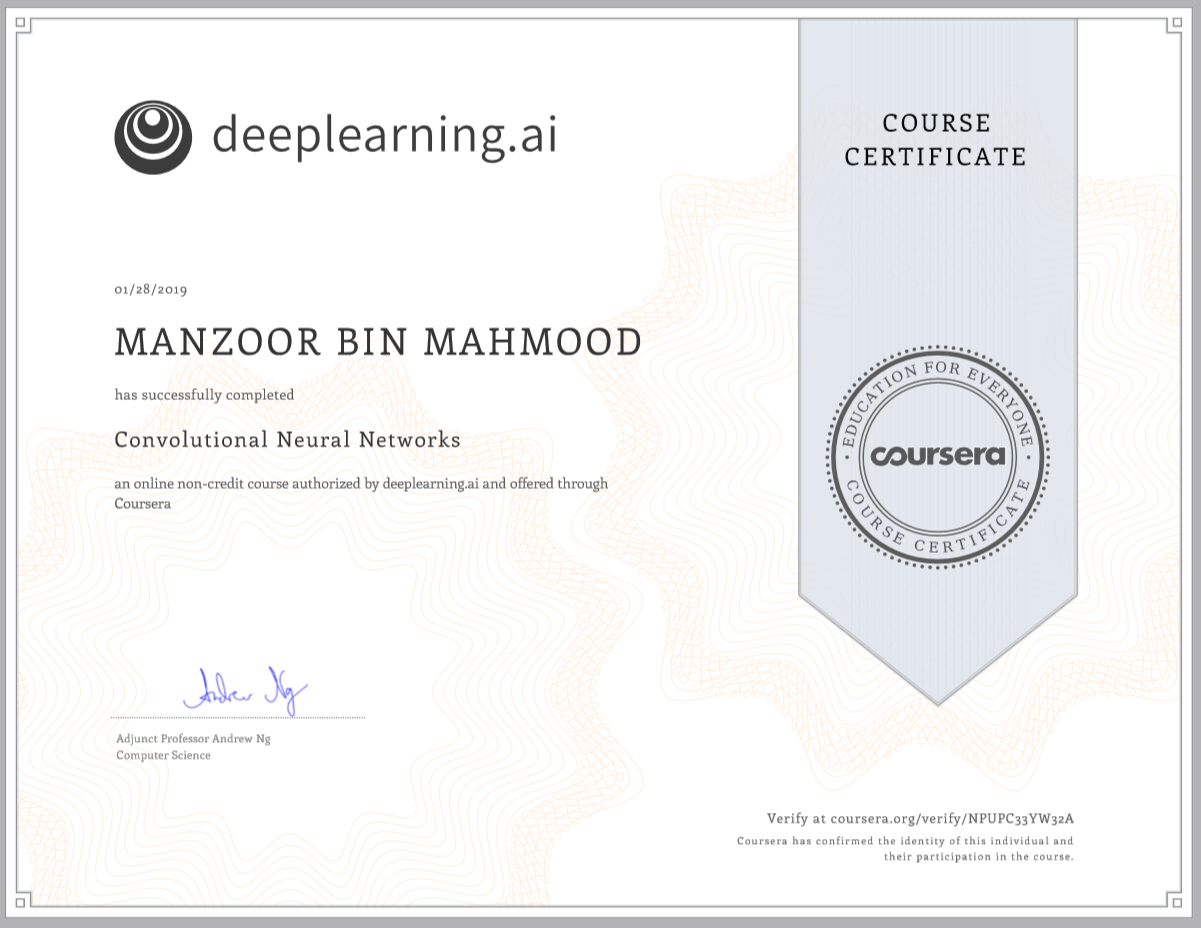 deeplearning.ai
COURSE
CERTIFICATE
01/28/2019
MANZOOR BIN MAHMOOD
has successfully completed
Convolutional Neural Networks
an online non-credit course authorized by deeplearning.ai and offered through
Coursera
EDUCATION FOR EVERYONE
coursera
COURSE CERTIFICATE
Andrew Ng
Adjunct Professor Andrew Ng
Computer Science
Verify at coursera.org/verify/NPUPC33YW32A
Coursera has confirmed the identity of this individual and
their participation in the course.